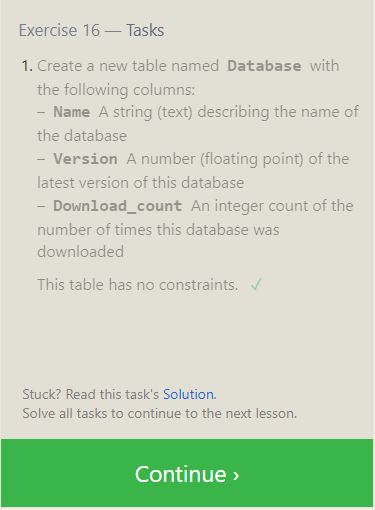 Exercise 16 — Tasks
1. Create a new table named Database with
the following columns:
– Name A string (text) describing the name of
the database
– Version A number (floating point) of the
latest version of this database
– Download_count An integer count of the
number of times this database was
downloaded
This table has no constraints. ✓
Stuck? Read this task's Solution.
Solve all tasks to continue to the next lesson.
Continue ›